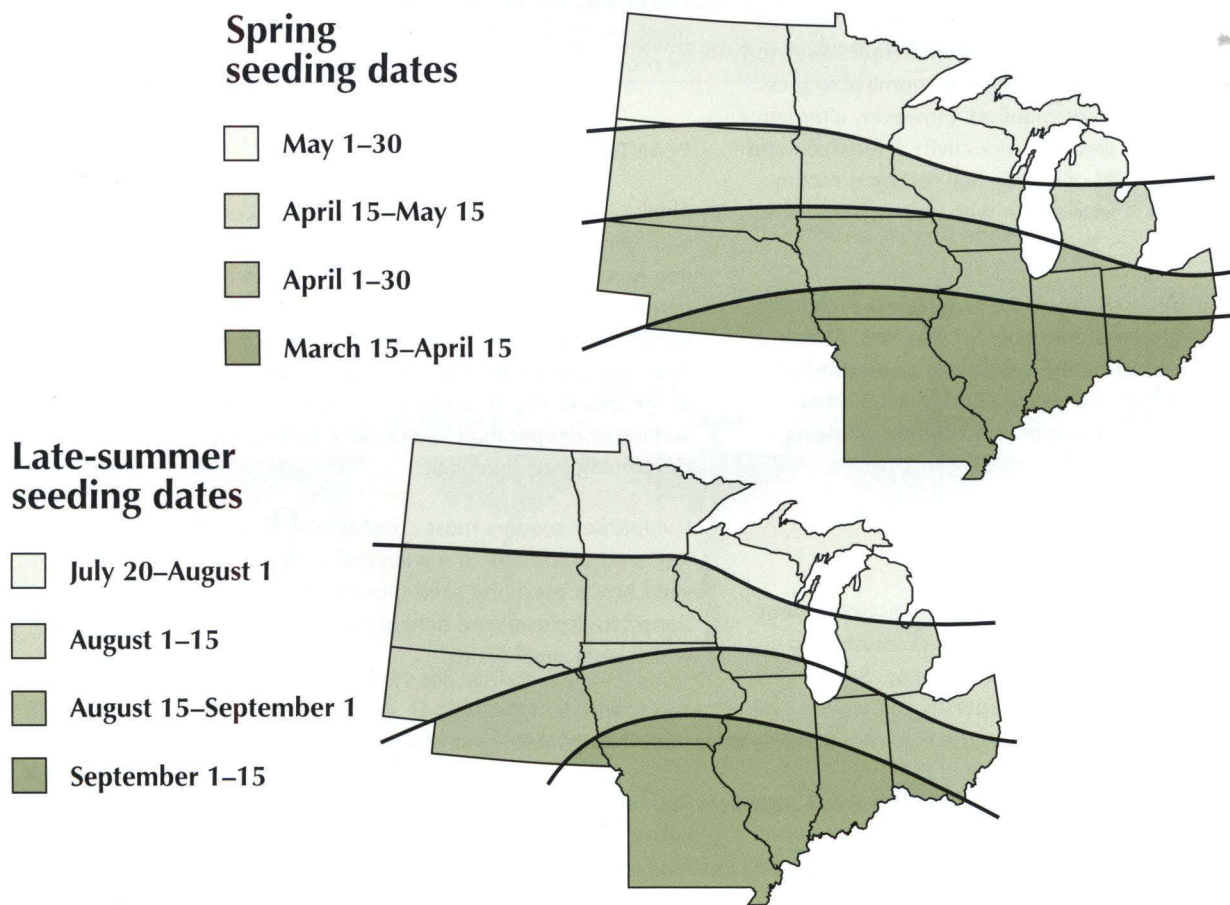 Spring
seeding dates
May 1–30
April 15–May 15
April 1–30
March 15–April 15
Late-summer
seeding dates
July 20–August 1
August 1–15
August 15–September 1
September 1–15